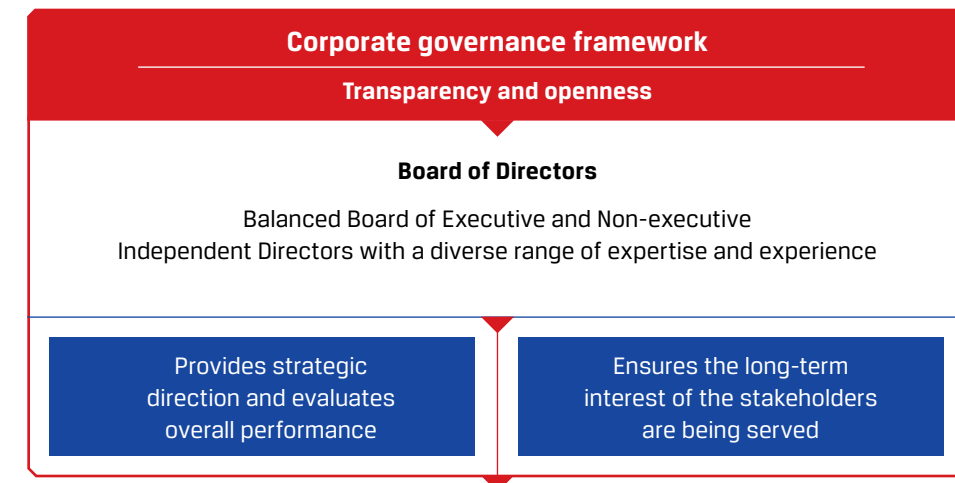 Corporate governance framework
Transparency and openness
Board of Directors
Balanced Board of Executive and Non-executive
Independent Directors with a diverse range of expertise and experience
Provides strategic
direction and evaluates
overall performance
Ensures the long-term
interest of the stakeholders
are being served